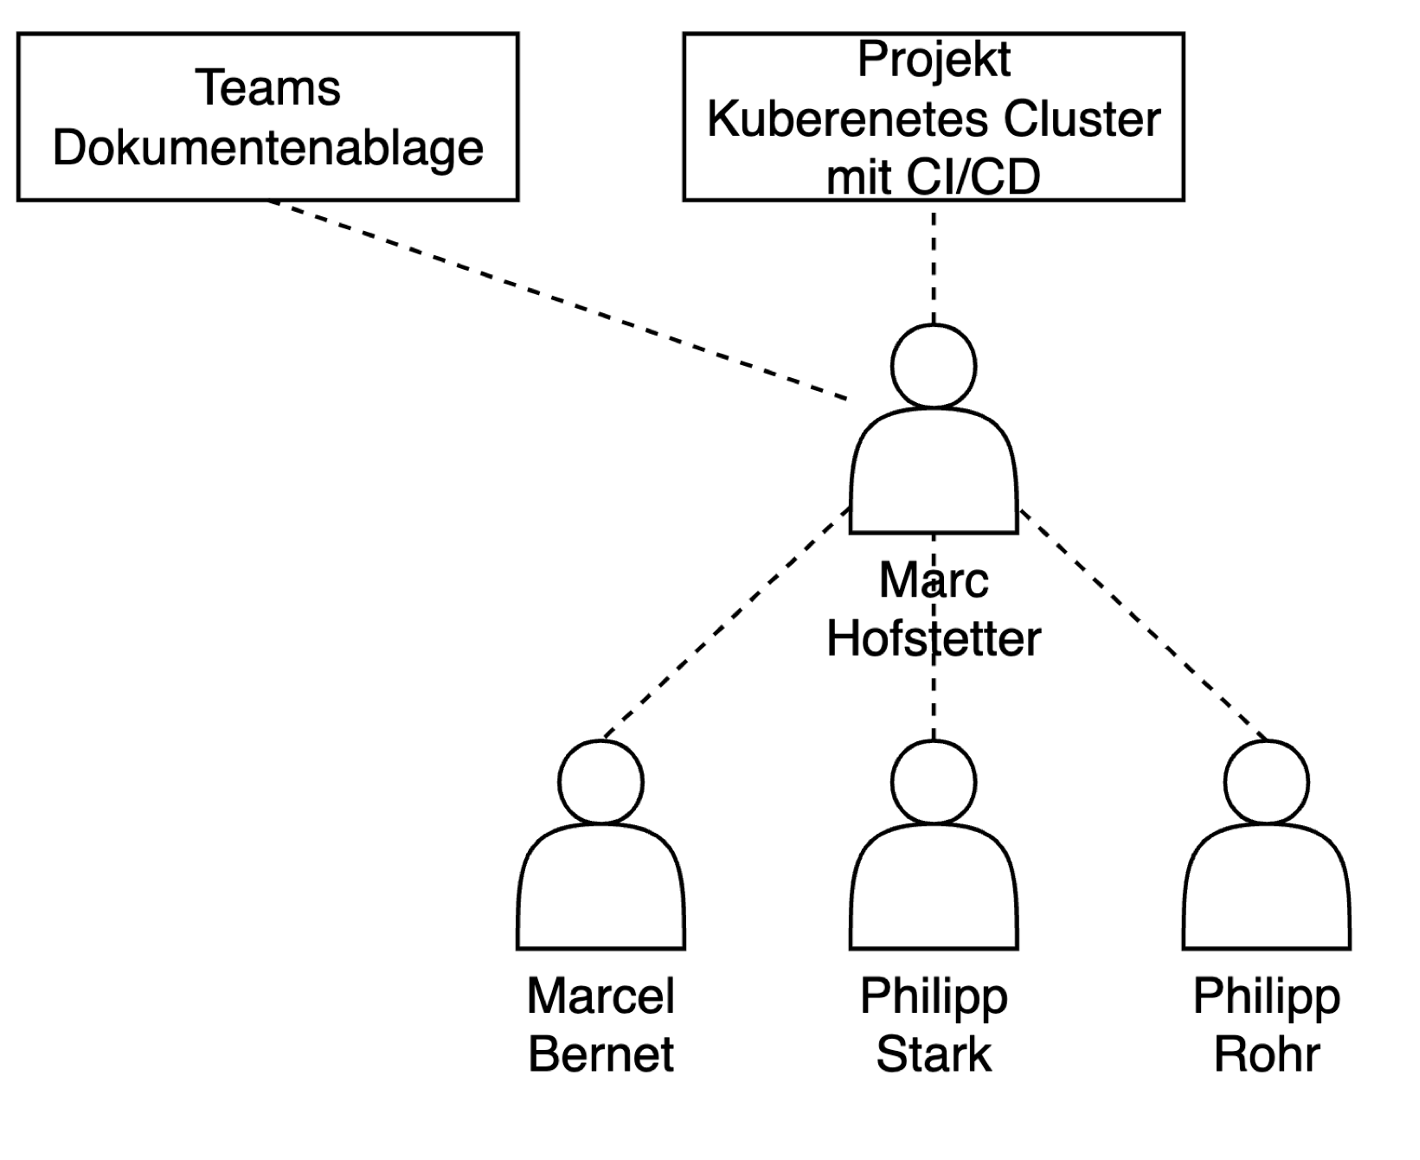 Teams
Dokumentenablage
Projekt
Kuberenetes Cluster
mit CI/CD
Marc
Hofstetter
Marcel
Bernet
Philipp
Stark
Philipp
Rohr